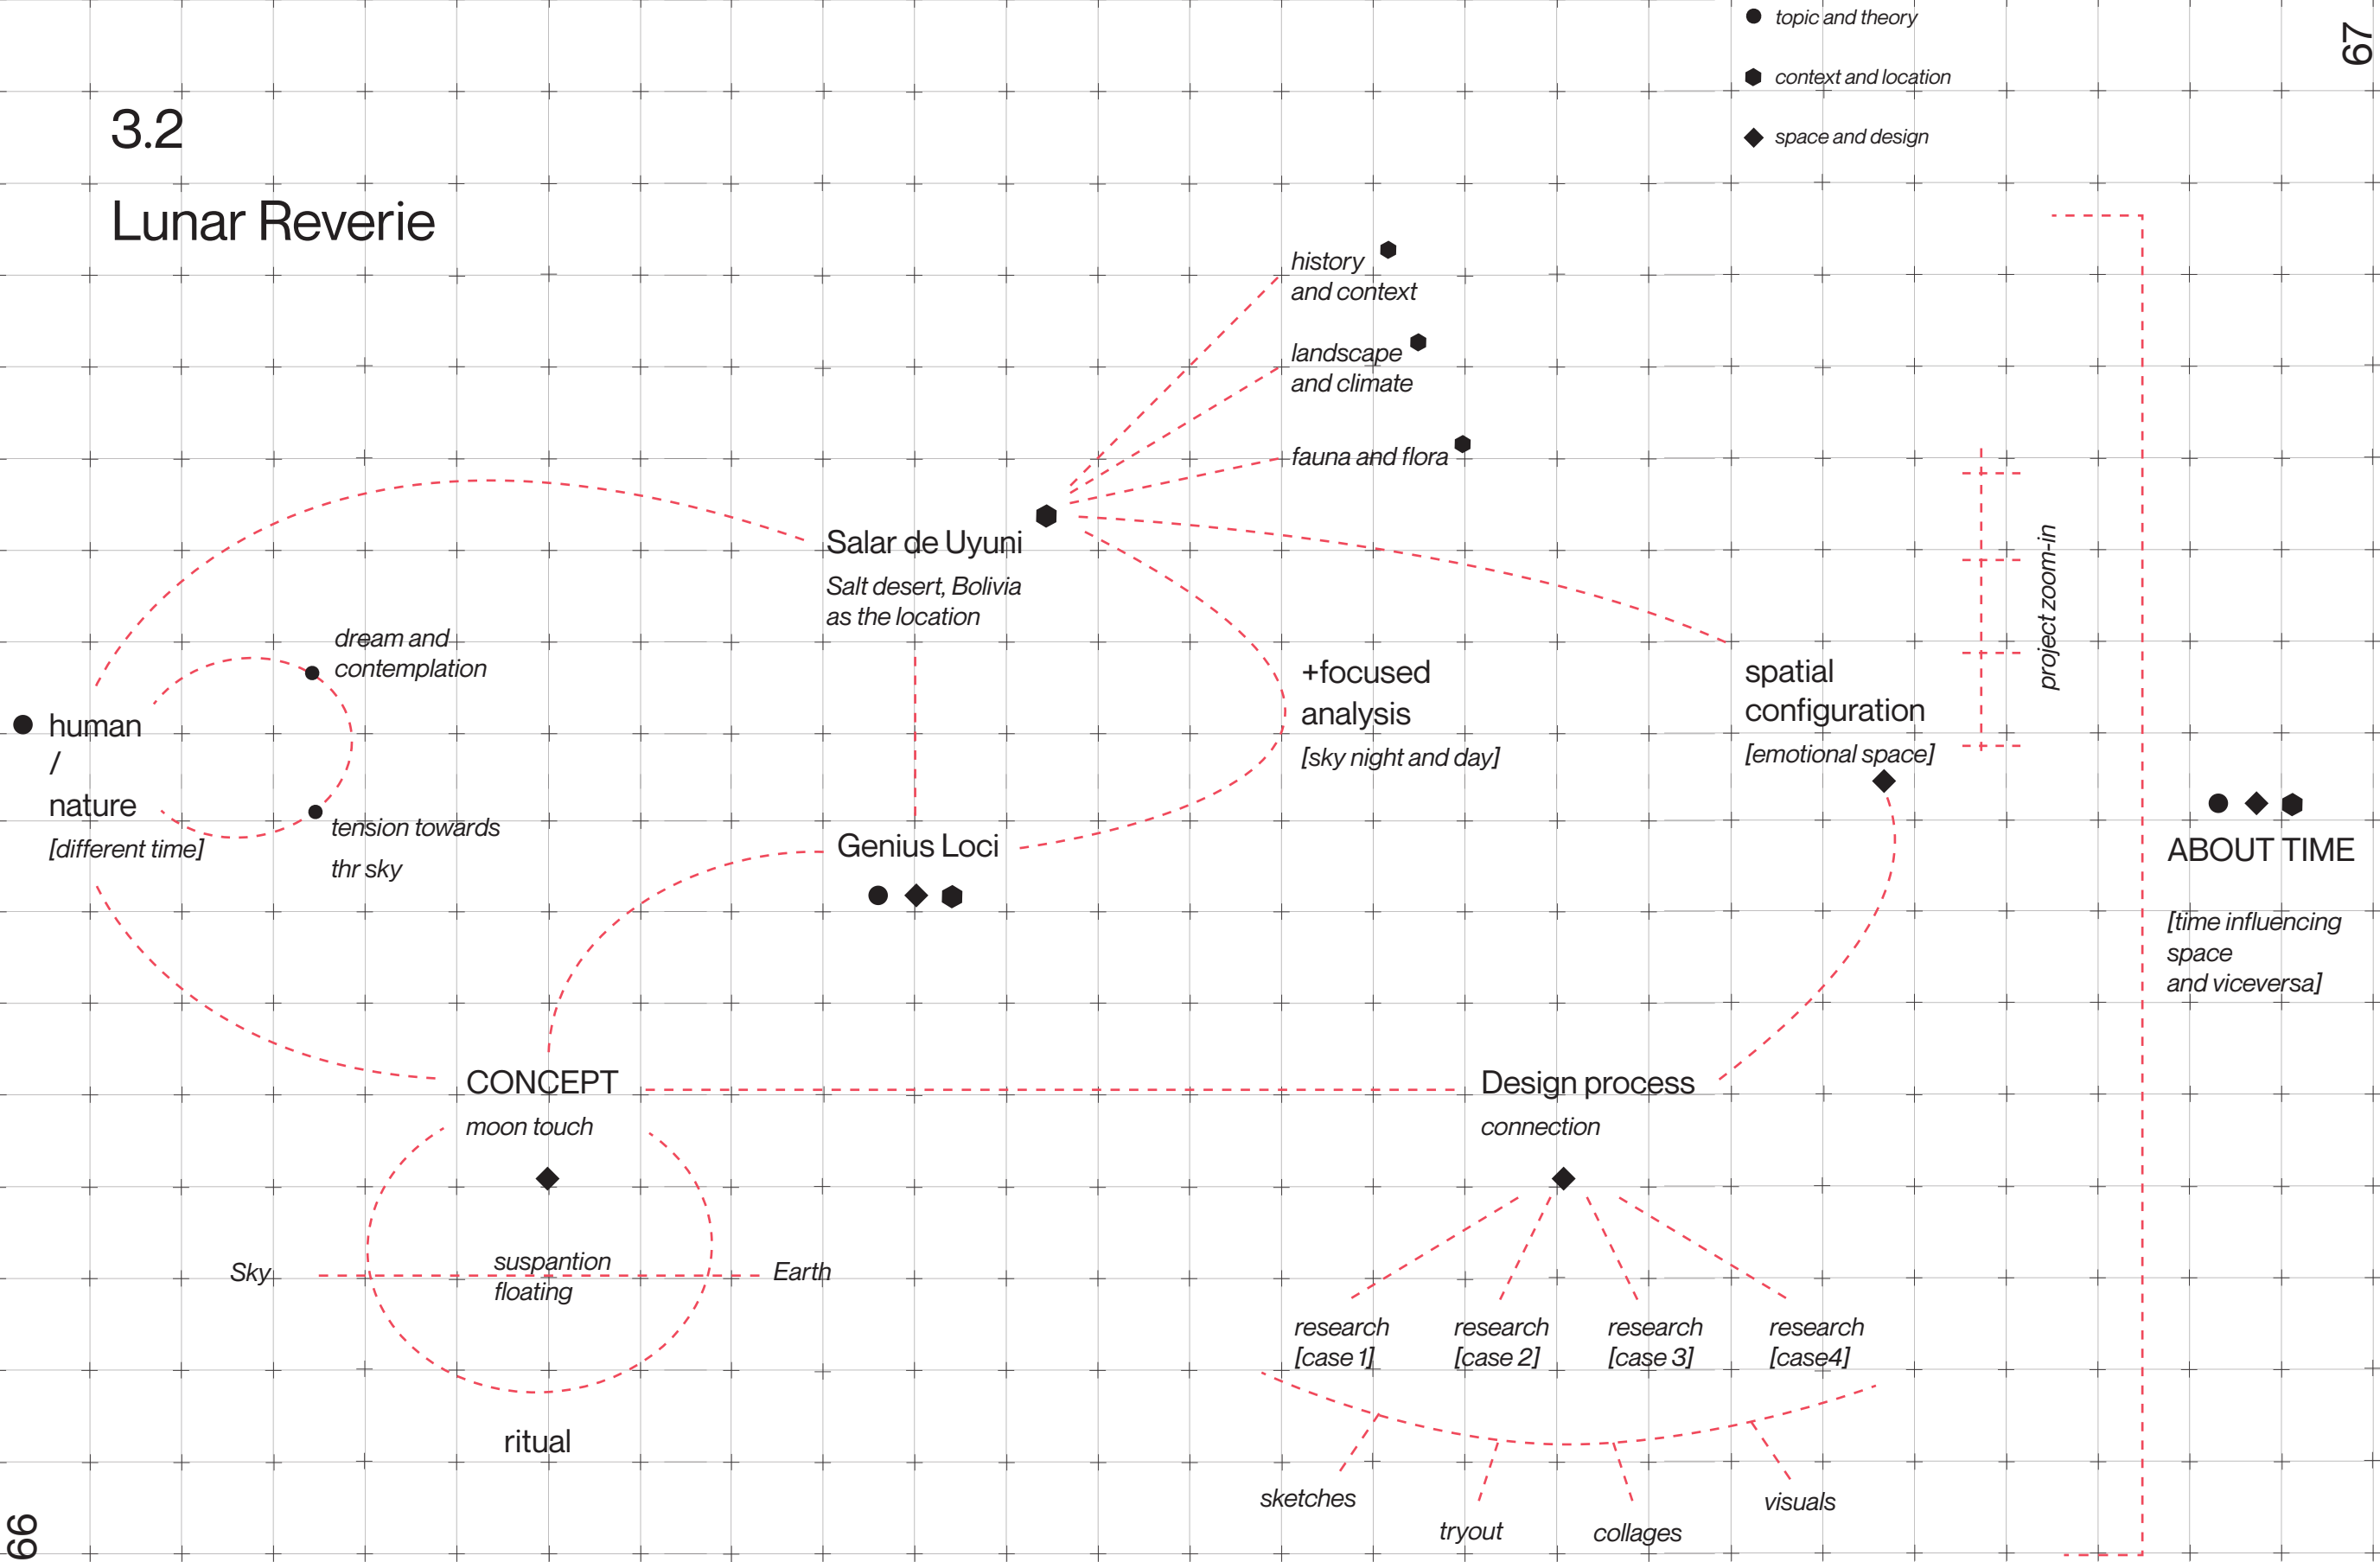 topic and theory
67
context and location
3.2
space and design
Lunar Reverie
history
and context
landscape
and climate
fauna and flora
Salar de Uyuni
Salt desert, Bolivia
as the location
project zoom-in
dream and
contemplation
+focused
analysis
[sky night and day]
spatial
configuration
[emotional space]
human
/
nature
[different time]
tension towards
thr sky
Genius Loci
ABOUT TIME
[time influencing
space
and viceversa]
CONCEPT
moon touch
Design process
connection
Sky
suspantion
floating
Earth
research
[case 1]
research
[case 2]
research
[case 3]
research
[case4]
ritual
sketches
tryout
collages
visuals
66